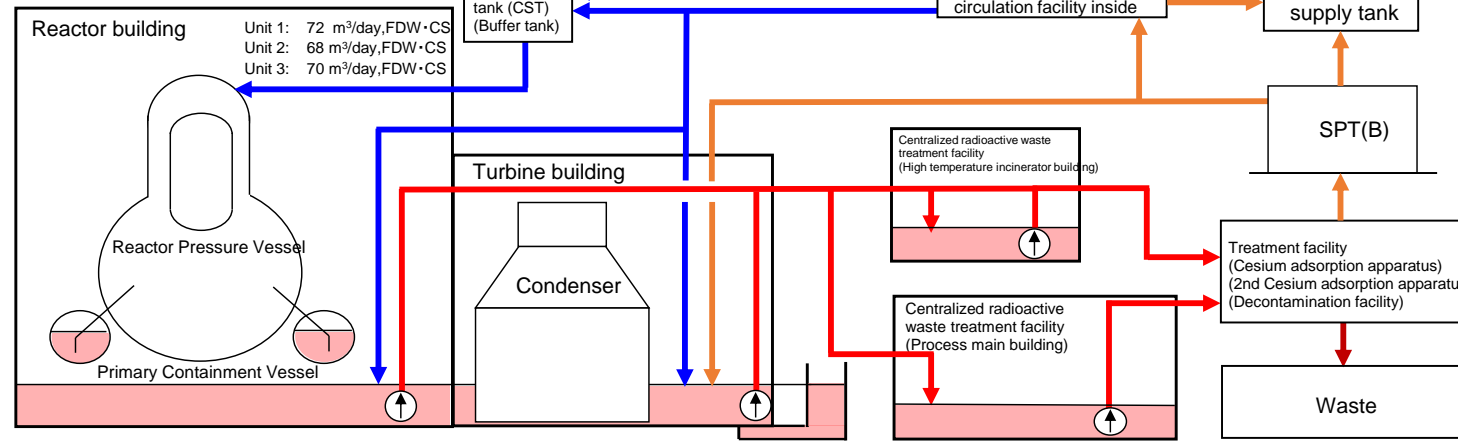 tank (CST)
(Buffer tank)
circulation facility inside
supply tank
Reactor building
Unit 1: 72 m³/day,FDW・CS
Unit 2: 68 m³/day,FDW・CS
Unit 3: 70 m³/day,FDW・CS
SPT(B)
Centralized radioactive waste
treatment facility
(High temperature incinerator building)
Turbine building
Reactor Pressure Vessel
Condenser
Treatment facility
(Cesium adsorption apparatus)
(2nd Cesium adsorption apparatu
(Decontamination facility)
Centralized radioactive
waste treatment facility
(Process main building)
Primary Containment Vessel
Waste